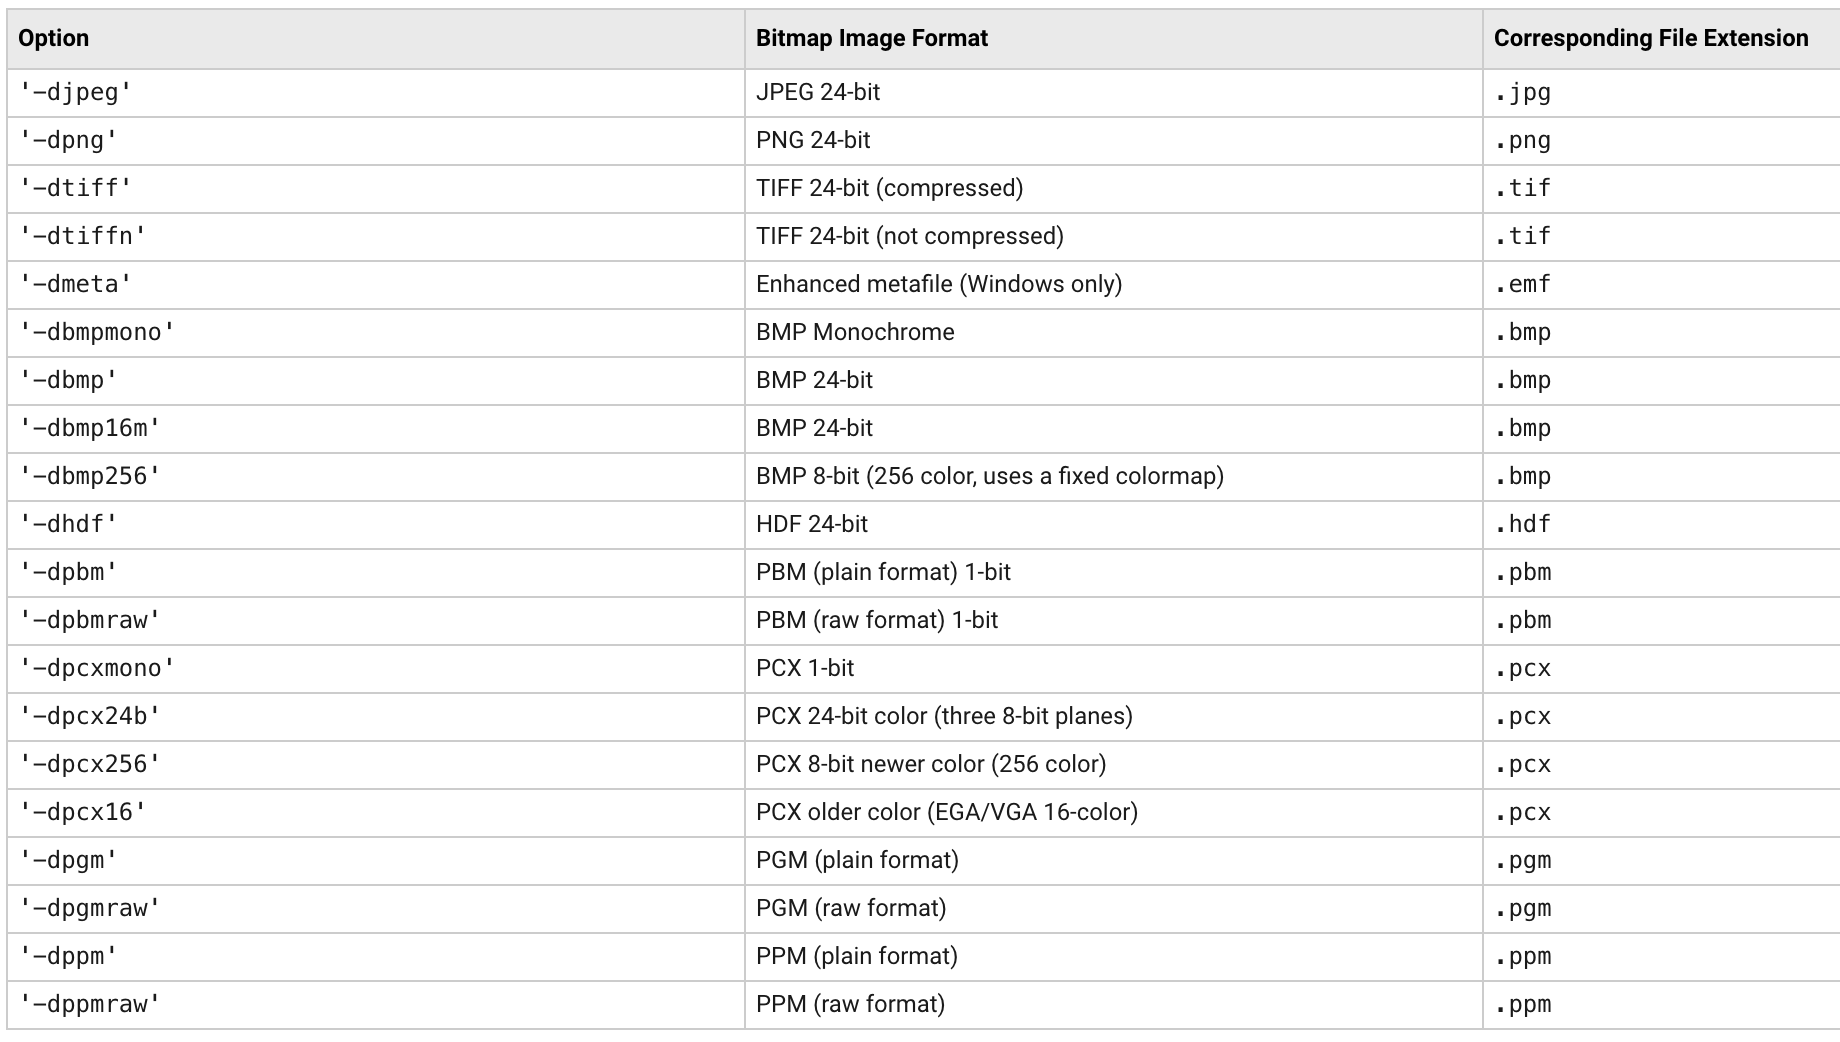 Option Bitmap Image Format Corresponding File Extension
'-djpeg' JPEG 24-bit .jpg
'-dpng' PNG 24-bit .png
'-dtiff' TIFF 24-bit (compressed) .tif
'-dtiffn' TIFF 24-bit (not compressed) .tif
'-dmeta' Enhanced metafile (Windows only) .emf
'-dbmpmono' BMP Monochrome .bmp
'-dbmp' BMP 24-bit .bmp
'-dbmp16m' BMP 24-bit .bmp
'-dbmp256' BMP 8-bit (256 color, uses a fixed colormap) .bmp
'-dhdf' HDF 24-bit .hdf
'-dpbm' PBM (plain format) 1-bit .pbm
'-dpbmraw' PBM (raw format) 1-bit .pbm
'-dpcxmono' PCX 1-bit .pcx
'-dpcx24b' PCX 24-bit color (three 8-bit planes) .pcx
'-dpcx256' PCX 8-bit newer color (256 color) .pcx
'-dpcx16' PCX older color (EGA/VGA 16-color) .pcx
'-dpgm' PGM (plain format) .pgm
'-dpgmraw' PGM (raw format) .pgm
'-dppm' PPM (plain format) .ppm
'-dppmraw' PPM (raw format) .ppm